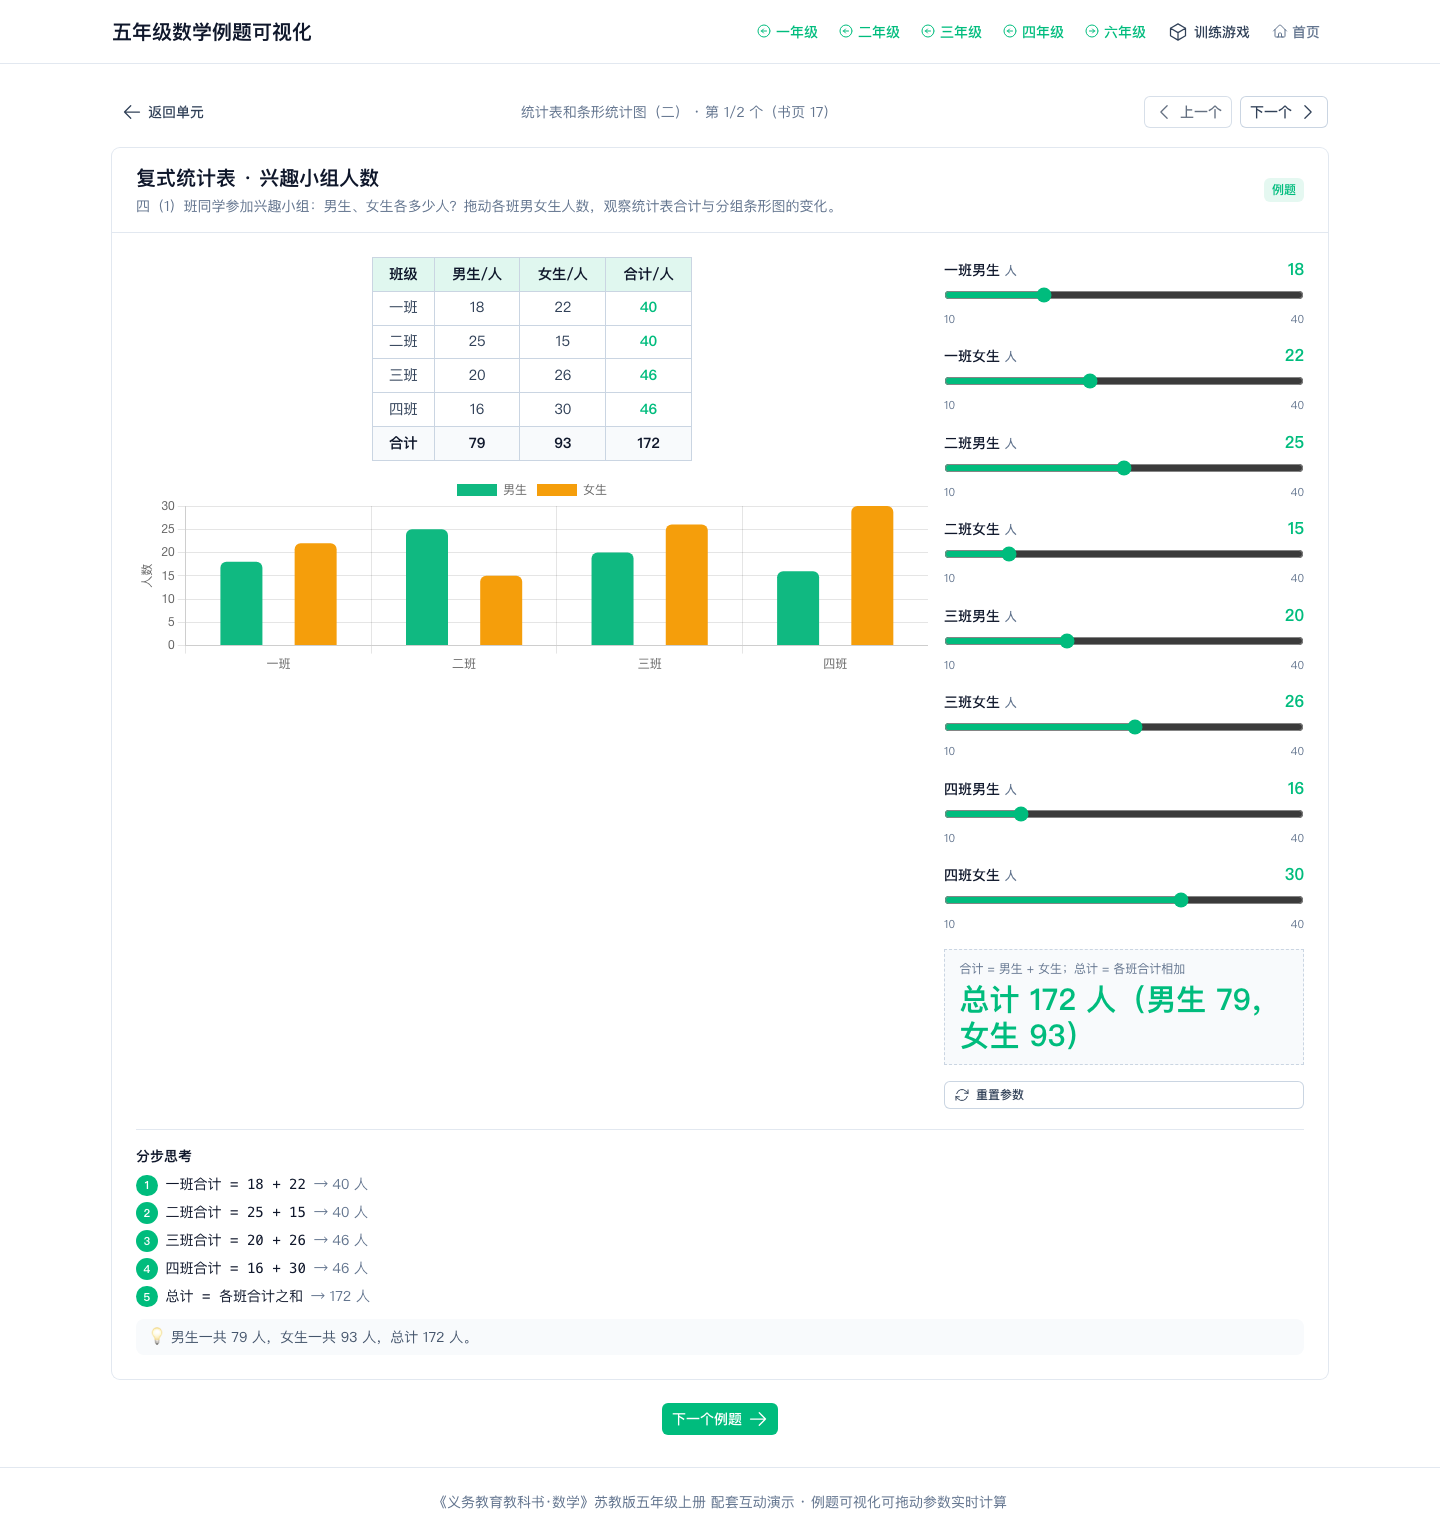 五年级数学例题可视化
一年级 二年级 三年级 四年级 六年级 训练游戏 首页
返回单元
统计表和条形统计图（二） · 第 1/2 个（书页 17）
上一个 下一个
复式统计表 · 兴趣小组人数
四（1）班同学参加兴趣小组：男生、女生各多少人？拖动各班男女生人数，观察统计表合计与分组条形图的变化。
例题
班级 男生/人 女生/人 合计/人
一班 18 22 40
二班 25 15 40
三班 20 26 46
四班 16 30 46
合计 79 93 172
男生 女生
人数
30
25
20
15
10
5
0
一班 二班 三班 四班
一班男生 人 18
10 40
一班女生 人 22
10 40
二班男生 人 25
10 40
二班女生 人 15
10 40
三班男生 人 20
10 40
三班女生 人 26
10 40
四班男生 人 16
10 40
四班女生 人 30
10 40
合计 = 男生 + 女生；总计 = 各班合计相加
总计 172 人（男生 79，
女生 93）
重置参数
分步思考
1 一班合计 = 18 + 22 → 40 人
2 二班合计 = 25 + 15 → 40 人
3 三班合计 = 20 + 26 → 46 人
4 四班合计 = 16 + 30 → 46 人
5 总计 = 各班合计之和 → 172 人
💡 男生一共 79 人，女生一共 93 人，总计 172 人。
下一个例题 →
《义务教育教科书·数学》苏教版五年级上册 配套互动演示 · 例题可视化可拖动参数实时计算